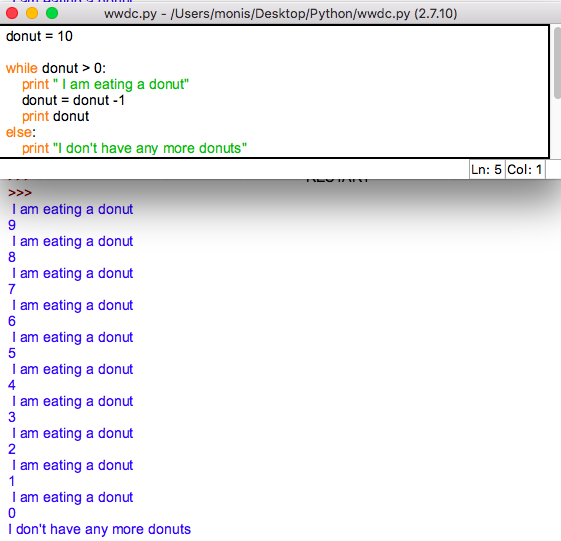 I am eating a donut
wwdc.py - /Users/monis/Desktop/Python/wwdc.py (2.7.10)
donut = 10
while donut > 0:
print " I am eating a donut"
donut = donut -1
print donut
else:
print "I don't have any more donuts"
Ln: 5 Col: 1
RESTART
>>>
I am eating a donut
9
I am eating a donut
8
I am eating a donut
7
I am eating a donut
6
I am eating a donut
5
I am eating a donut
4
I am eating a donut
3
I am eating a donut
2
I am eating a donut
1
I am eating a donut
0
I don't have any more donuts